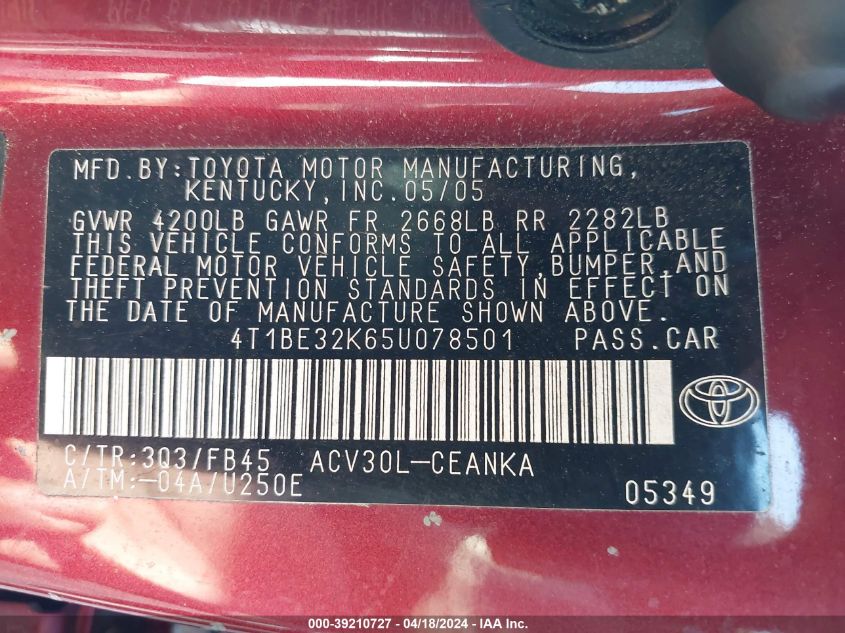 MFD.BY:TOYOTA MOTOR MANUFACTURING,
KENTUCKY,INC.05/05
GVWR 4200LB GAWR FR 2668LB RR 2282LB
THIS VEHICLE CONFORMS TO ALL APPLICABLE
FEDERAL MOTOR VEHICLE SAFETY,BUMPER,AND
THEFT PREVENTION STANDARDS IN EFFECT ON
THE DATE OF MANUFACTURE SHOWN ABOVE.
4T1BE32K65U078501 PASS.CAR
C/TR:3Q3/FB45 ACV30L-CEANKA
A/TM:-04A/U250E 05349
000-39210727 - 04/18/2024 - IAA Inc.